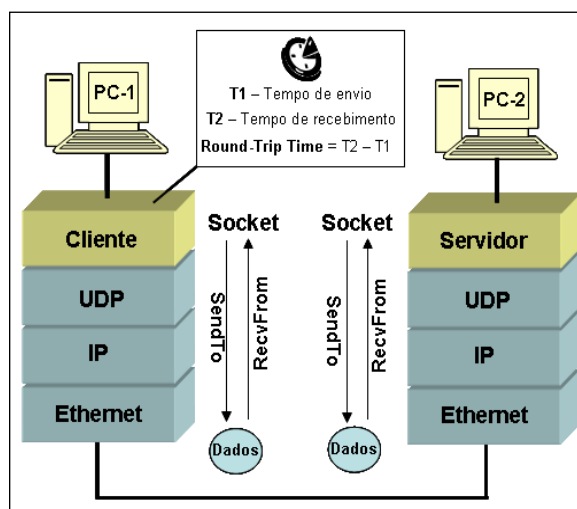 PC-1
T1 – Tempo de envio
T2 – Tempo de recebimento
Round-Trip Time = T2 – T1
PC-2
Cliente
UDP
IP
Ethernet
Socket
SendTo
RecvFrom
Dados
Socket
SendTo
RecvFrom
Dados
Servidor
UDP
IP
Ethernet